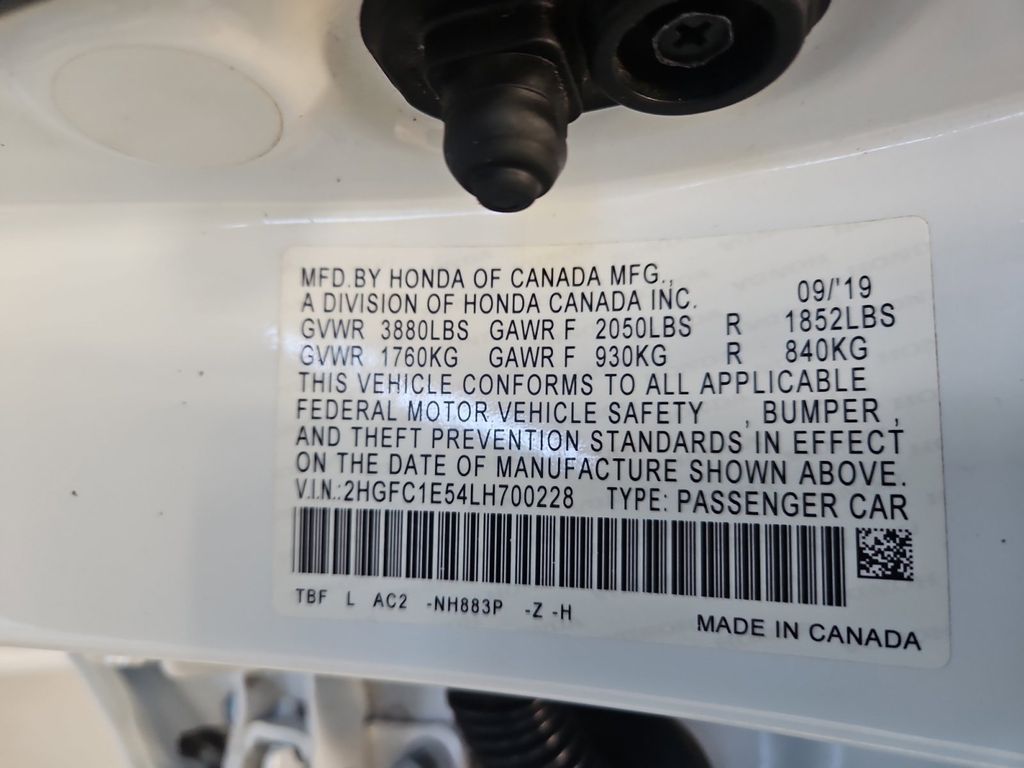 MFD.BY HONDA OF CANADA MFG.,
A DIVISION OF HONDA CANADA INC. 09/'19
GVWR 3880LBS GAWR F 2050LBS R 1852LBS
GVWR 1760KG GAWR F 930KG R 840KG
THIS VEHICLE CONFORMS TO ALL APPLICABLE
FEDERAL MOTOR VEHICLE SAFETY , BUMPER ,
AND THEFT PREVENTION STANDARDS IN EFFECT
ON THE DATE OF MANUFACTURE SHOWN ABOVE.
V.I.N.:2HGFC1E54LH700228 TYPE: PASSENGER CAR
TBF L AC2 -NH883P -Z -H
MADE IN CANADA